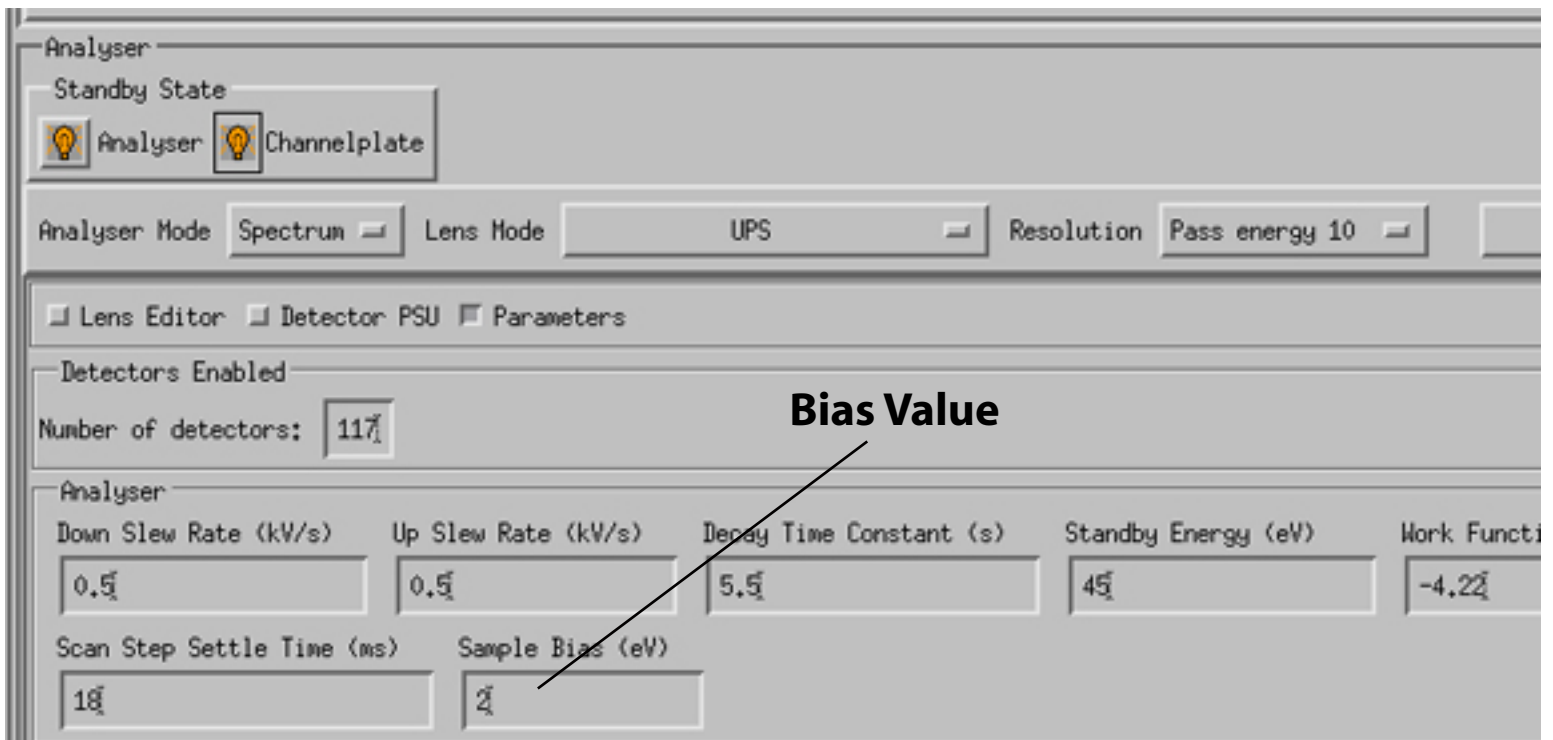 Analyser
Standby State
Analyser Channelplate
Analyser Mode Spectrum Lens Mode UPS Resolution Pass energy 10
Lens Editor Detector PSU Parameters
Detectors Enabled
Bias Value
Number of detectors: 117
Analyser
Down Slew Rate (kV/s) Up Slew Rate (kV/s) Decay Time Constant (s) Standby Energy (eV) Work Functi
0.5 0.5 5.5 45 -4.22
Scan Step Settle Time (ms) Sample Bias (eV)
18 2